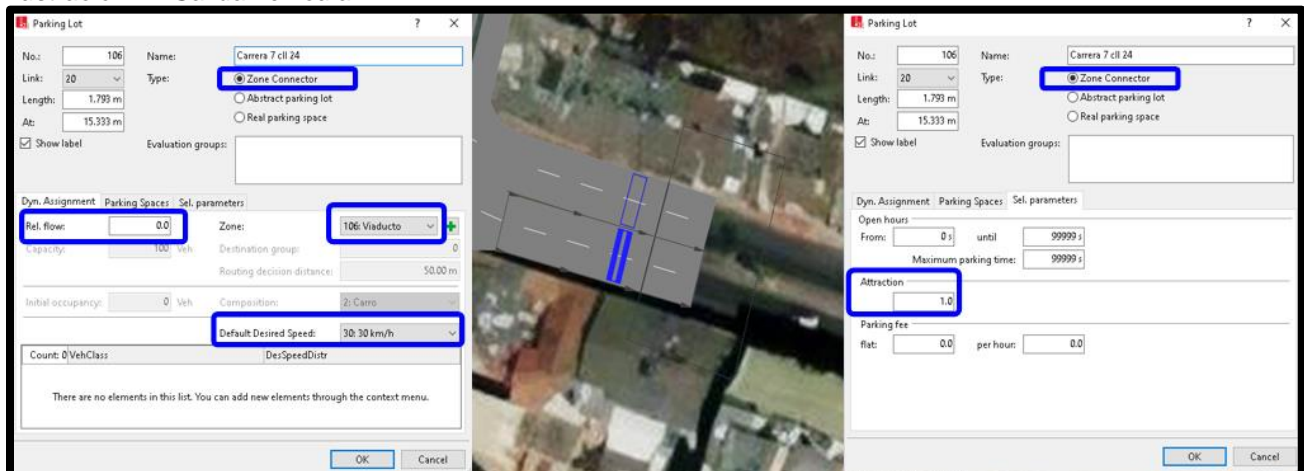 Parking Lot ? ×
No.: 106 Name: Carrera 7 cll 24
Link: 20 Type: Zone Connector
Length: 1.793 m Abstract parking lot
At: 15.333 m Real parking space
Show label Evaluation groups:
Dyn. Assignment Parking Spaces Sel. parameters
Rel. flow: 0.0 Zone: 106: Viaducto
Capacity: 100 Veh Destination group: 0
Routing decision distance: 50.00 m
Initial occupancy: 0 Veh Composition: 2: Carro
Default Desired Speed: 30: 30 km/h
Count: 0 VehClass DesSpeedDistr
There are no elements in this list. You can add new elements through the context menu.
OK Cancel
Parking Lot ? ×
No.: 106 Name: Carrera 7 cll 24
Link: 20 Type: Zone Connector
Length: 1.793 m Abstract parking lot
At: 15.333 m Real parking space
Show label Evaluation groups:
Dyn. Assignment Parking Spaces Sel. parameters
Open hours
From: 0 s until 99999 s
Maximum parking time: 99999 s
Attraction
1.0
Parking fee
flat: 0.0 per hour: 0.0
OK Cancel